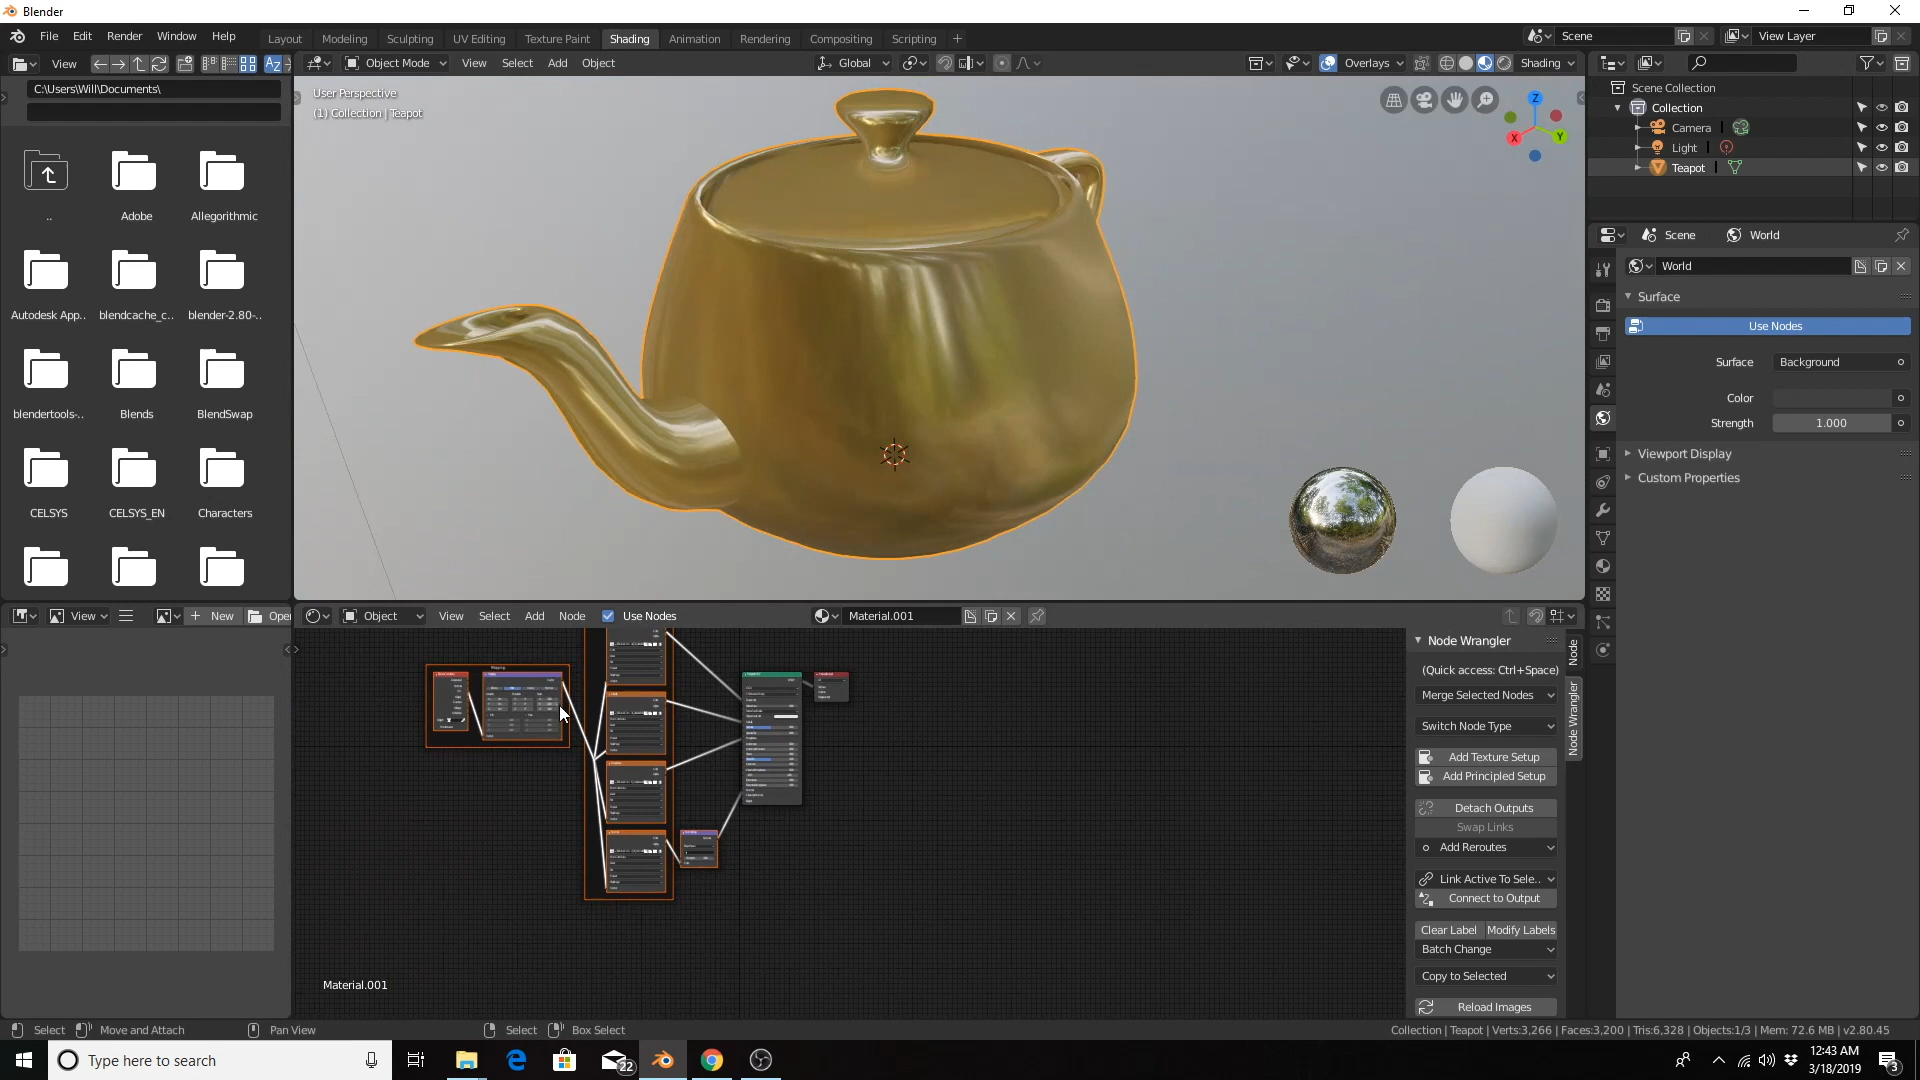 Blender
File Edit Render Window Help
Layout Modeling Sculpting UV Editing Texture Paint Shading Animation Rendering Compositing Scripting +
Scene
View Layer
View
Object Mode View Select Add Object
Global
Overlays
Shading
C:\Users\Will\Documents\
User Perspective
(1) Collection | Teapot
Z
X
Y
Scene Collection
Collection
Camera
Light
Teapot
..
Adobe
Allegorithmic
Autodesk App..
blendcache_c..
blender-2.80-..
blendertools-..
Blends
BlendSwap
CELSYS
CELSYS_EN
Characters
Scene
World
World
Surface
Use Nodes
Surface Background
Color
Strength 1.000
Viewport Display
Custom Properties
View
New
Oper
Object View Select Add Node Use Nodes
Material.001
Node Wrangler
(Quick access: Ctrl+Space)
Merge Selected Nodes
Switch Node Type
Add Texture Setup
Add Principled Setup
Detach Outputs
Swap Links
Add Reroutes
Link Active To Sele..
Connect to Output
Clear Label Modify Labels
Batch Change
Copy to Selected
Reload Images
Node
Node Wrangler
Material.001
Select Move and Attach Pan View Select Box Select
Collection | Teapot | Verts:3,266 | Faces:3,200 | Tris:6,328 | Objects:1/3 | Mem: 72.6 MB | v2.80.45
Type here to search
22
12:43 AM
3/18/2019
3